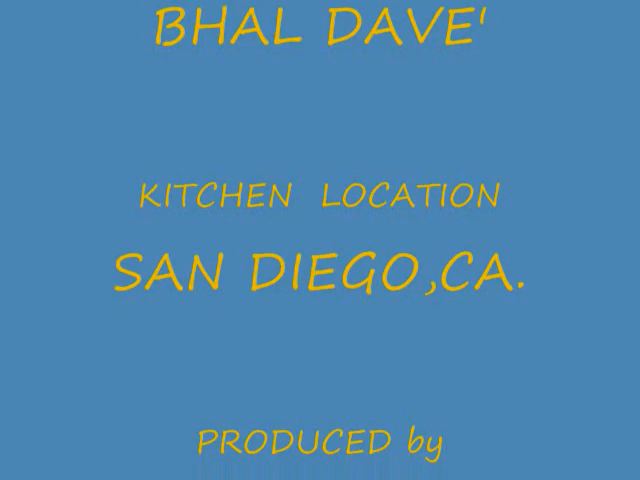 BHAL DAVE'
KITCHEN LOCATION
SAN DIEGO,CA.
PRODUCED by